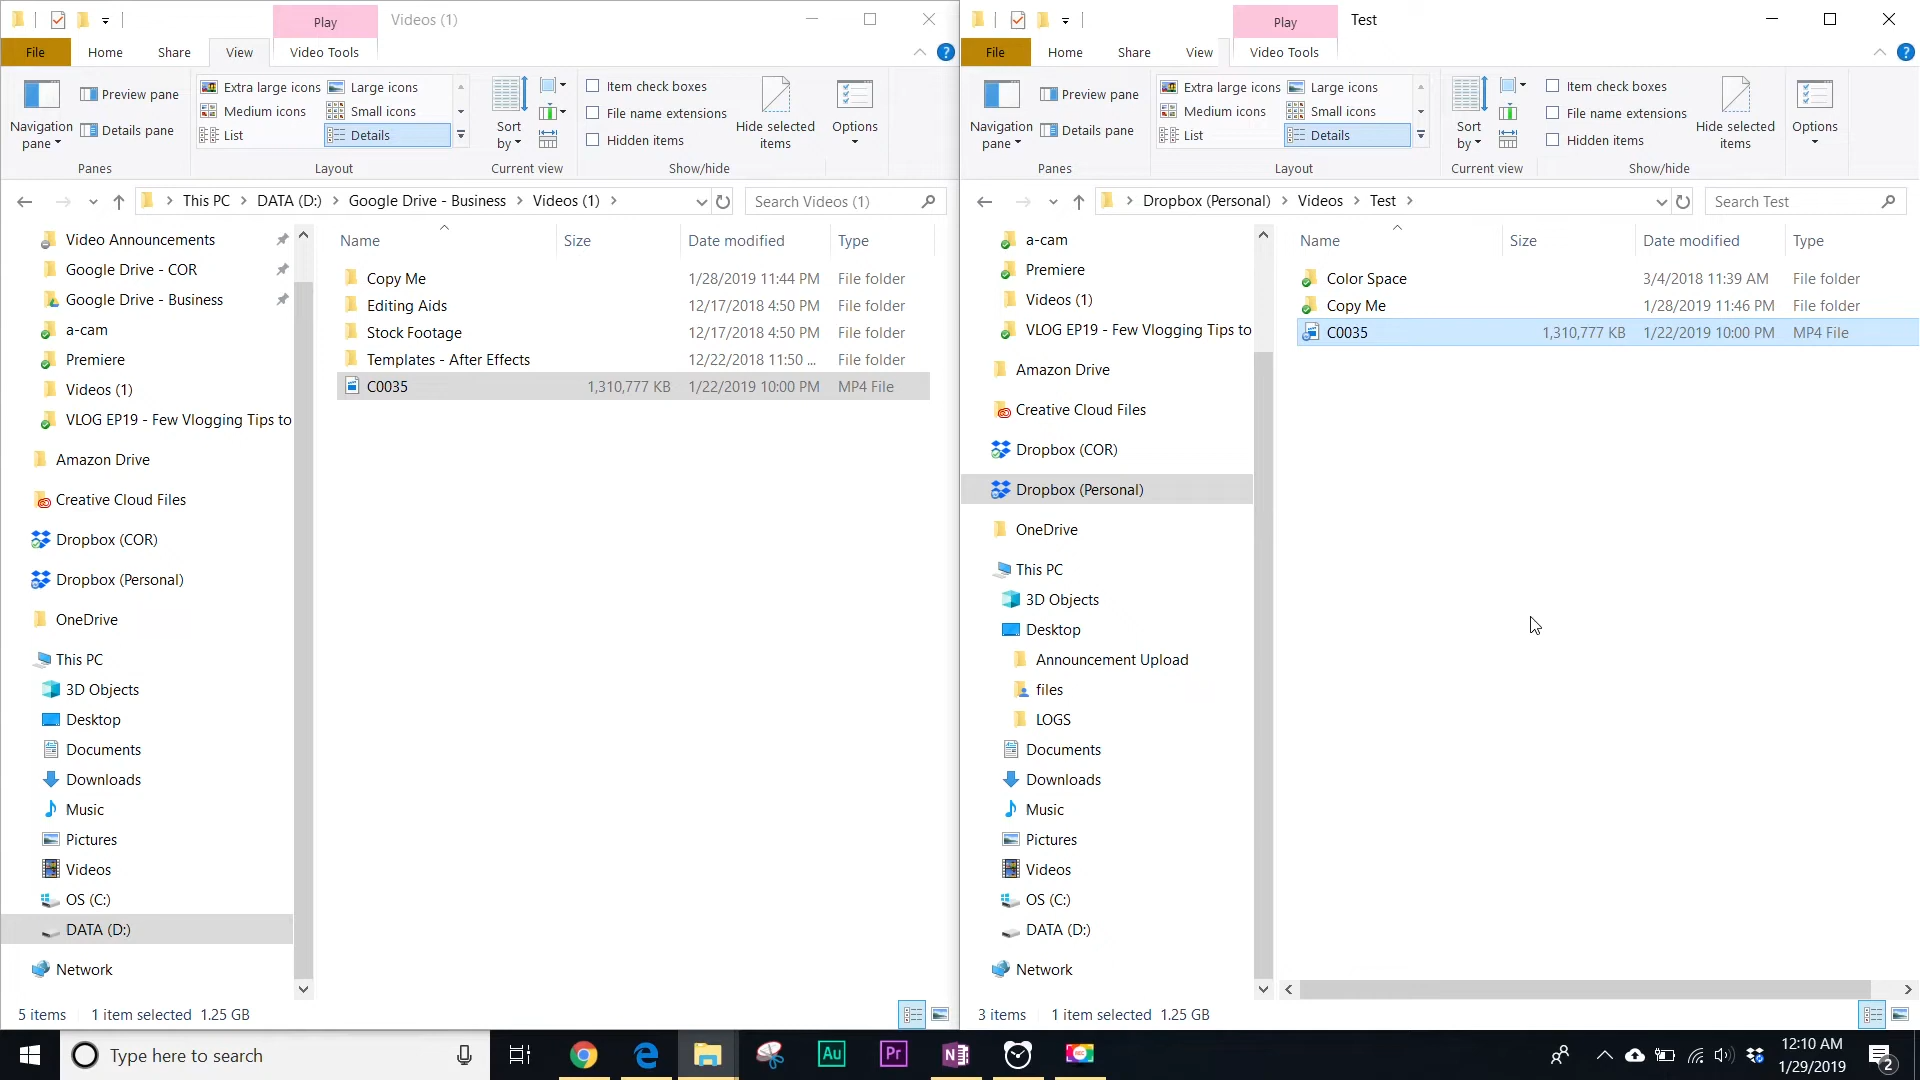 Play
Videos (1)
File
Home
Share
View
Video Tools
Navigation pane
Preview pane
Details pane
Panes
Extra large icons
Large icons
Medium icons
Small icons
List
Details
Layout
Sort by
Current view
Item check boxes
File name extensions
Hidden items
Hide selected items
Show/hide
Options
This PC
DATA (D:)
Google Drive - Business
Videos (1)
Search Videos (1)
Video Announcements
Google Drive - COR
Google Drive - Business
a-cam
Premiere
Videos (1)
VLOG EP19 - Few Vlogging Tips to
Amazon Drive
Creative Cloud Files
Dropbox (COR)
Dropbox (Personal)
OneDrive
This PC
3D Objects
Desktop
Documents
Downloads
Music
Pictures
Videos
OS (C:)
DATA (D:)
Network
Name Size Date modified Type
Copy Me 1/28/2019 11:44 PM File folder
Editing Aids 12/17/2018 4:50 PM File folder
Stock Footage 12/17/2018 4:50 PM File folder
Templates - After Effects 12/22/2018 11:50 ... File folder
C0035 1,310,777 KB 1/22/2019 10:00 PM MP4 File
5 items 1 item selected 1.25 GB
Play
Test
File
Home
Share
View
Video Tools
Navigation pane
Preview pane
Details pane
Panes
Extra large icons
Large icons
Medium icons
Small icons
List
Details
Layout
Sort by
Current view
Item check boxes
File name extensions
Hidden items
Hide selected items
Show/hide
Options
Dropbox (Personal)
Videos
Test
Search Test
a-cam
Premiere
Videos (1)
VLOG EP19 - Few Vlogging Tips to
Amazon Drive
Creative Cloud Files
Dropbox (COR)
Dropbox (Personal)
OneDrive
This PC
3D Objects
Desktop
Announcement Upload
files
LOGS
Documents
Downloads
Music
Pictures
Videos
OS (C:)
DATA (D:)
Network
Name Size Date modified Type
Color Space 3/4/2018 11:39 AM File folder
Copy Me 1/28/2019 11:46 PM File folder
C0035 1,310,777 KB 1/22/2019 10:00 PM MP4 File
3 items 1 item selected 1.25 GB
Type here to search
Au
Pr
N
12:10 AM
1/29/2019
2